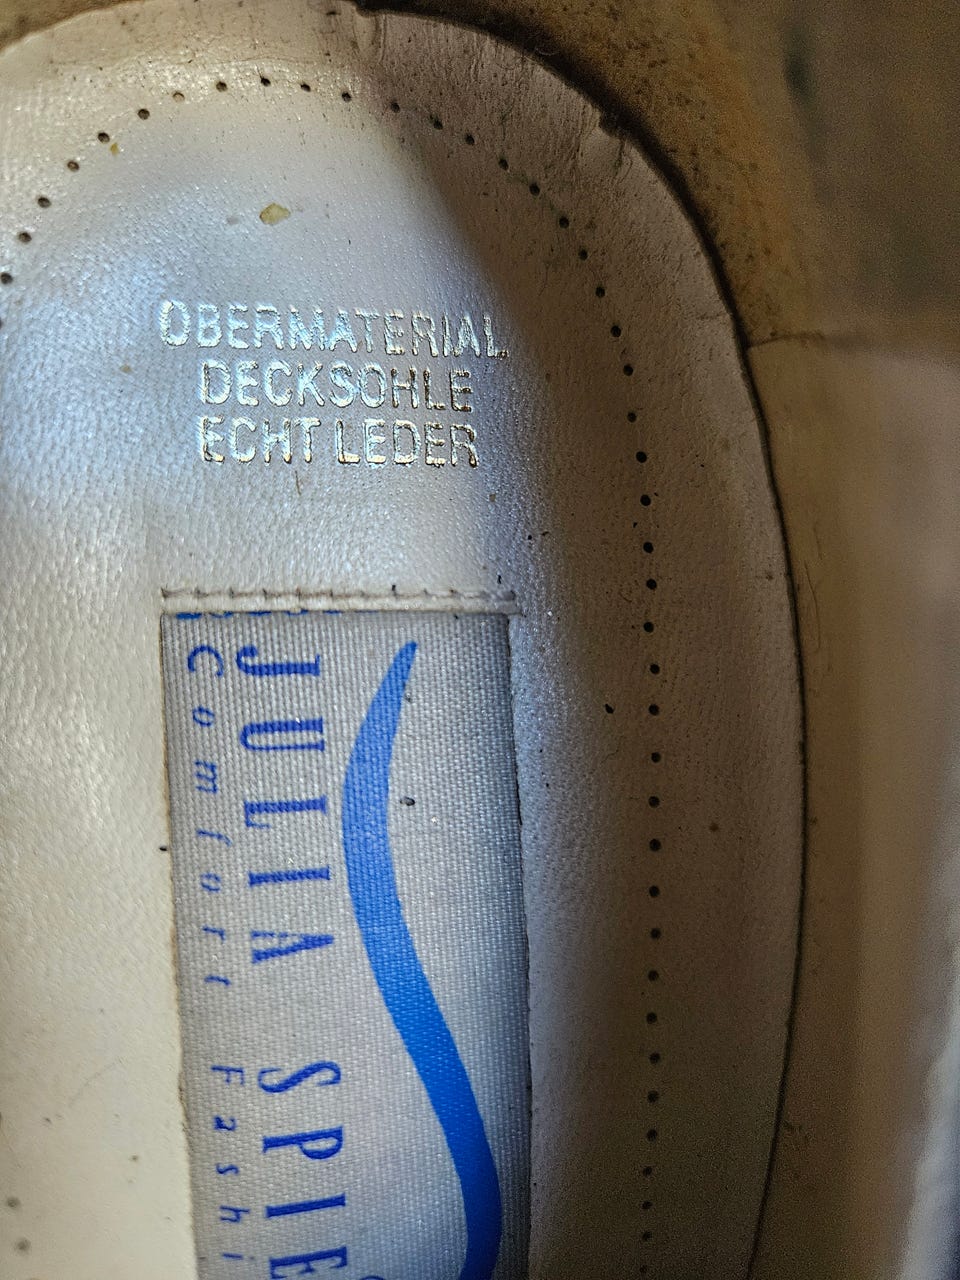 OBERMATERIAL
DECKSOHLE
ECHT LEDER
JULIA SPIE
Comfort Fashi